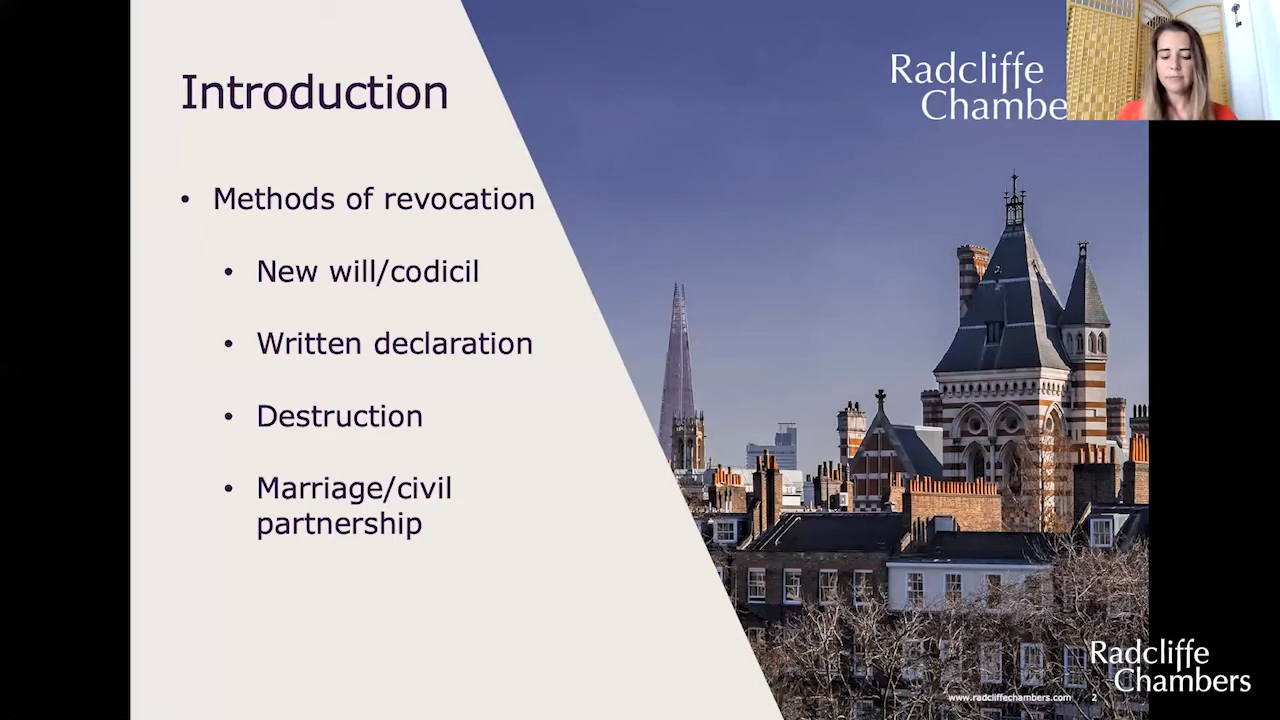 Introduction
Radcliffe
Chambe
• Methods of revocation
• New will/codicil
• Written declaration
• Destruction
• Marriage/civil
partnership
Radcliffe
Chambers
www.radcliffechambers.com 2